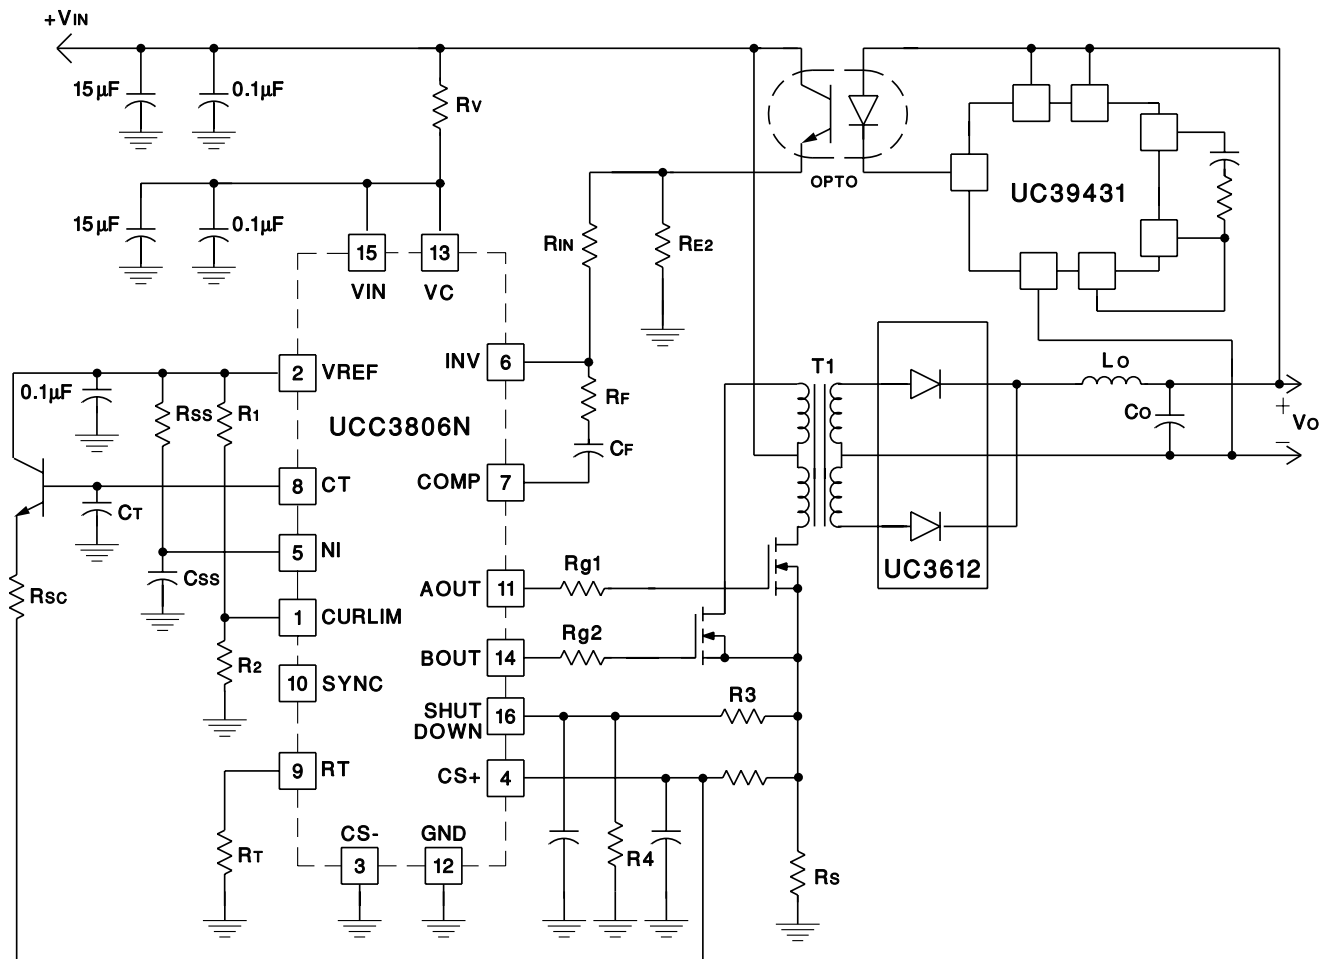 +VIN
15µF
0.1µF
RV
OPTO
UC39431
15µF
0.1µF
RIN
RE2
15
13
VIN
VC
2
VREF
INV
6
T1
LO
0.1µF
RSS
R1
UCC3806N
RF
CF
CO
+
VO
–
8
CT
COMP
7
CT
5
NI
CSS
RSC
AOUT
11
Rg1
UC3612
1
CURLIM
R2
BOUT
14
Rg2
10
SYNC
SHUT
DOWN
16
R3
9
RT
CS+
4
RT
CS-
GND
3
12
R4
RS